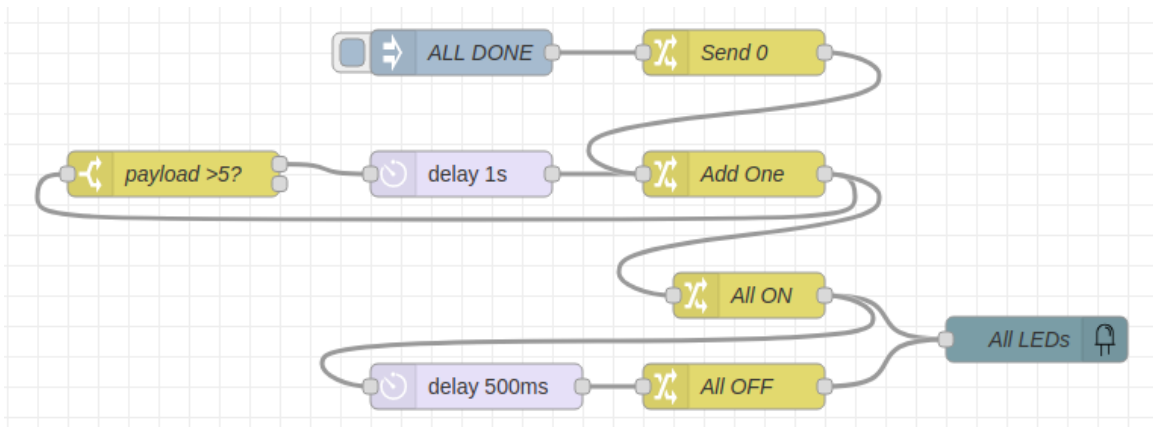 ALL DONE
Send 0
payload >5?
delay 1s
Add One
All ON
All LEDs
delay 500ms
All OFF